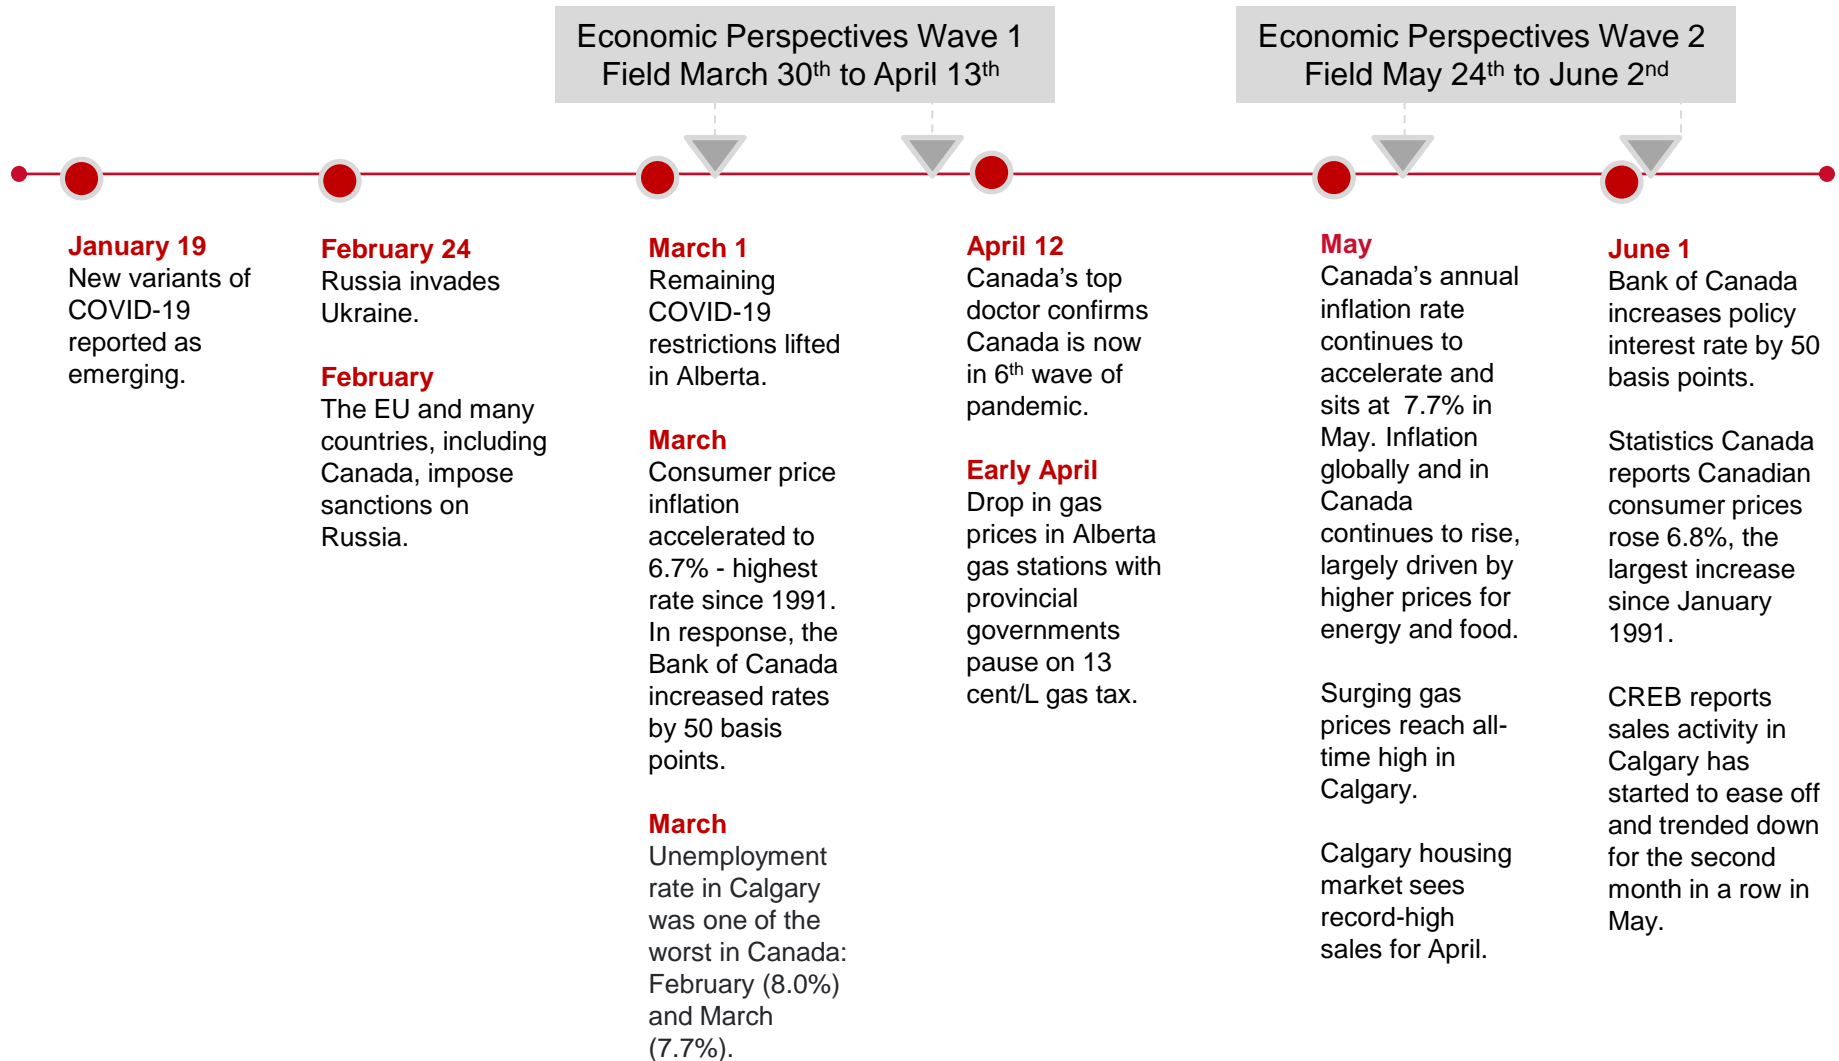 Economic Perspectives Wave 1
Field March 30th to April 13th
Economic Perspectives Wave 2
Field May 24th to June 2nd
January 19
New variants of
COVID-19
reported as
emerging.
February 24
Russia invades
Ukraine.
February
The EU and many
countries, including
Canada, impose
sanctions on
Russia.
March 1
Remaining
COVID-19
restrictions lifted
in Alberta.
March
Consumer price
inflation
accelerated to
6.7% - highest
rate since 1991.
In response, the
Bank of Canada
increased rates
by 50 basis
points.
March
Unemployment
rate in Calgary
was one of the
worst in Canada:
February (8.0%)
and March
(7.7%).
April 12
Canada’s top
doctor confirms
Canada is now
in 6th wave of
pandemic.
Early April
Drop in gas
prices in Alberta
gas stations with
provincial
governments
pause on 13
cent/L gas tax.
May
Canada’s annual
inflation rate
continues to
accelerate and
sits at 7.7% in
May. Inflation
globally and in
Canada
continues to rise,
largely driven by
higher prices for
energy and food.
Surging gas
prices reach all-
time high in
Calgary.
Calgary housing
market sees
record-high
sales for April.
June 1
Bank of Canada
increases policy
interest rate by 50
basis points.
Statistics Canada
reports Canadian
consumer prices
rose 6.8%, the
largest increase
since January
1991.
CREB reports
sales activity in
Calgary has
started to ease off
and trended down
for the second
month in a row in
May.